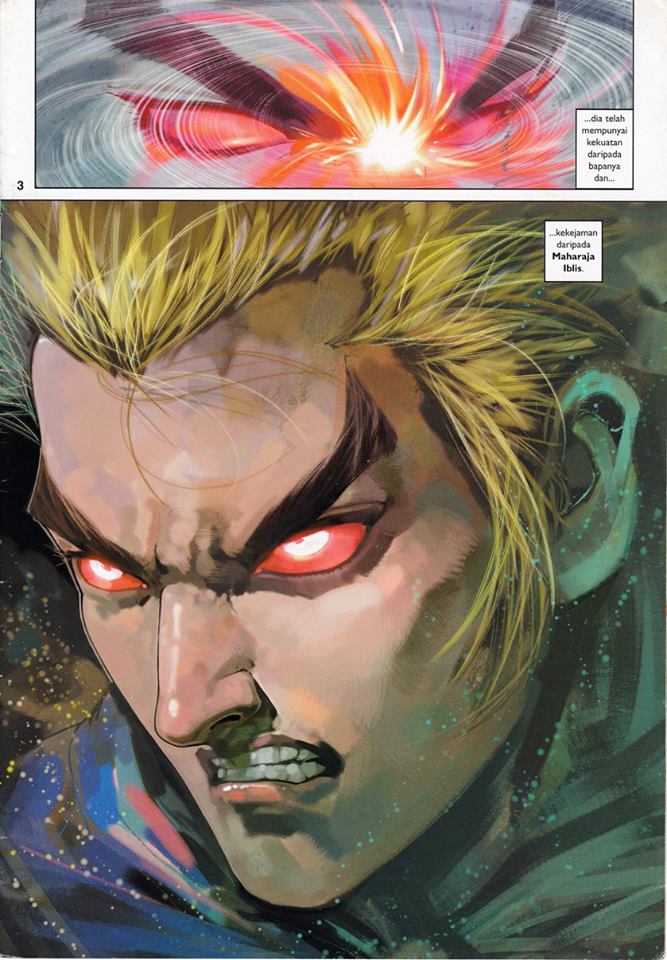 ...dia telah
mempunyai
kekuatan
daripada
bapanya
dan...
3
...kekejaman
daripada
Maharaja
Iblis.